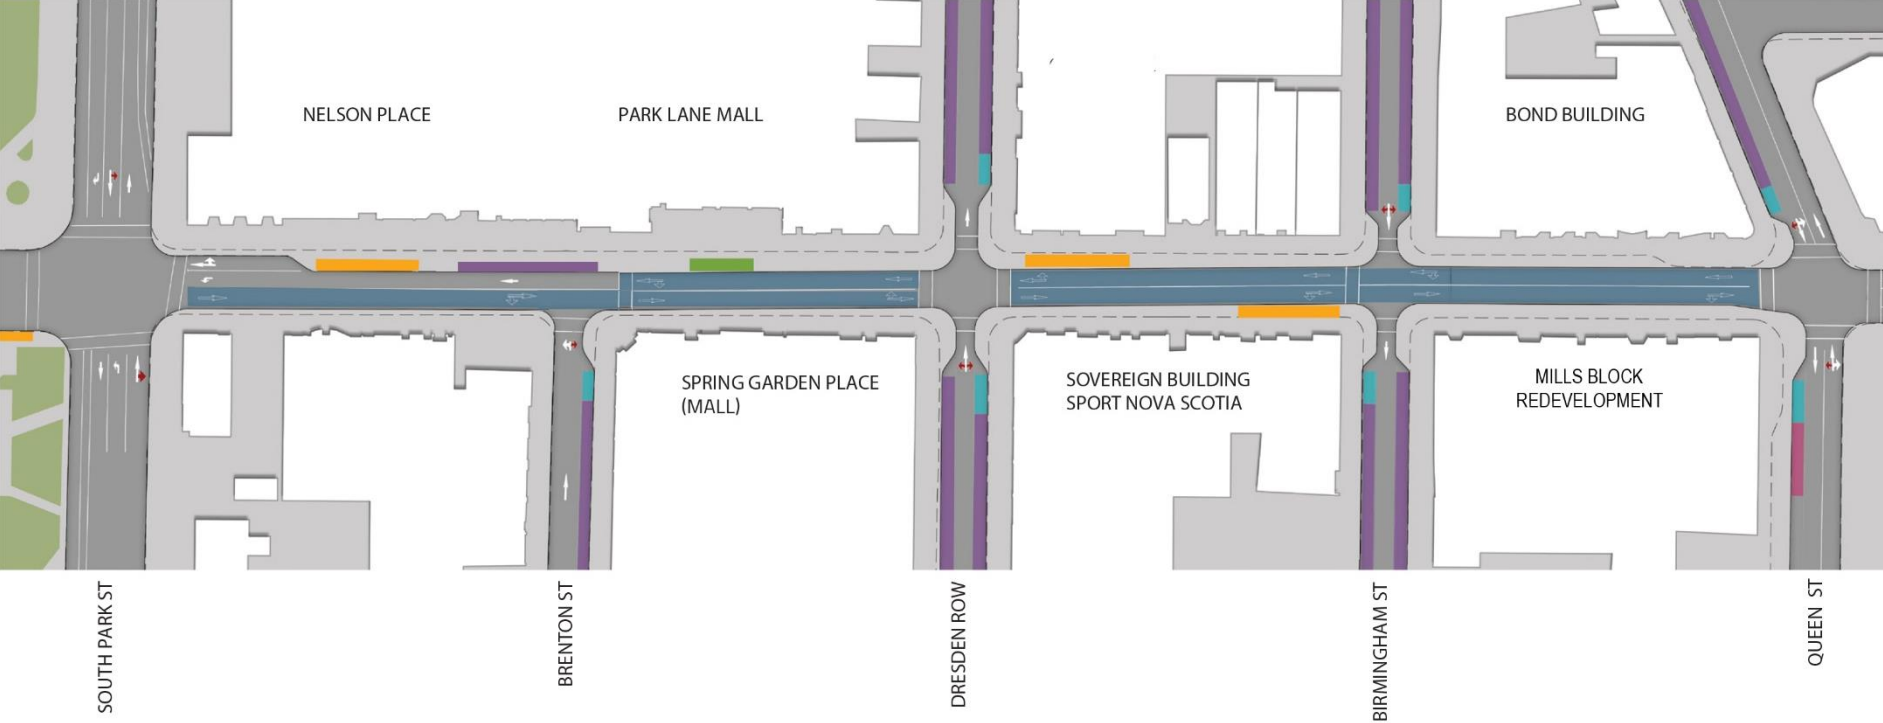 NELSON PLACE
PARK LANE MALL
BOND BUILDING
SPRING GARDEN PLACE
(MALL)
SOVEREIGN BUILDING
SPORT NOVA SCOTIA
MILLS BLOCK
REDEVELOPMENT
SOUTH PARK ST
BRENTON ST
DRESDEN ROW
BIRMINGHAM ST
QUEEN ST